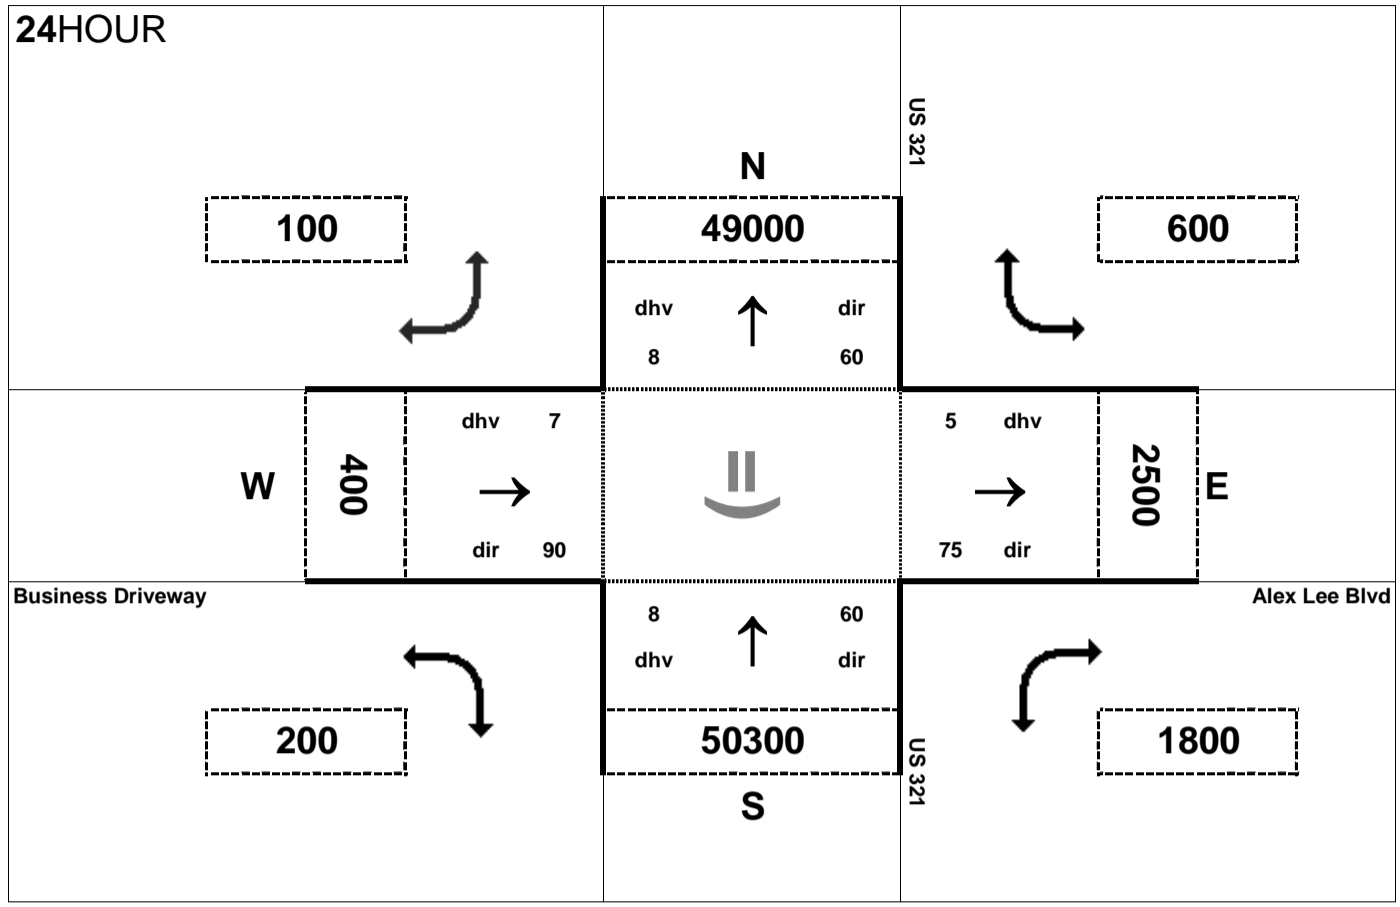 24HOUR
US 321
N
100
49000
600
dhv dir
8 60
dhv 7
5 dhv
W
400
2500
E
dir 90
75 dir
Business Driveway
Alex Lee Blvd
8 60
dhv dir
200
50300
1800
US 321
S